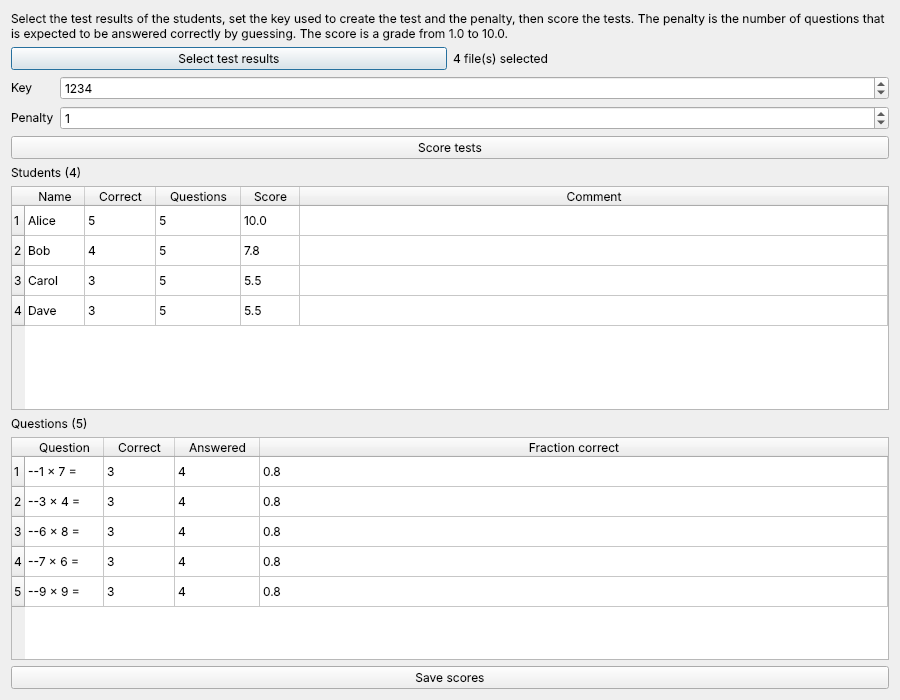 Select the test results of the students, set the key used to create the test and the penalty, then score the tests. The penalty is the number of questions that
is expected to be answered correctly by guessing. The score is a grade from 1.0 to 10.0.
Select test results 4 file(s) selected
Key 1234
Penalty 1
Score tests
Students (4)
Name Correct Questions Score Comment
1 Alice 5 5 10.0
2 Bob 4 5 7.8
3 Carol 3 5 5.5
4 Dave 3 5 5.5
Questions (5)
Question Correct Answered Fraction correct
1 --1 × 7 = 3 4 0.8
2 --3 × 4 = 3 4 0.8
3 --6 × 8 = 3 4 0.8
4 --7 × 6 = 3 4 0.8
5 --9 × 9 = 3 4 0.8
Save scores